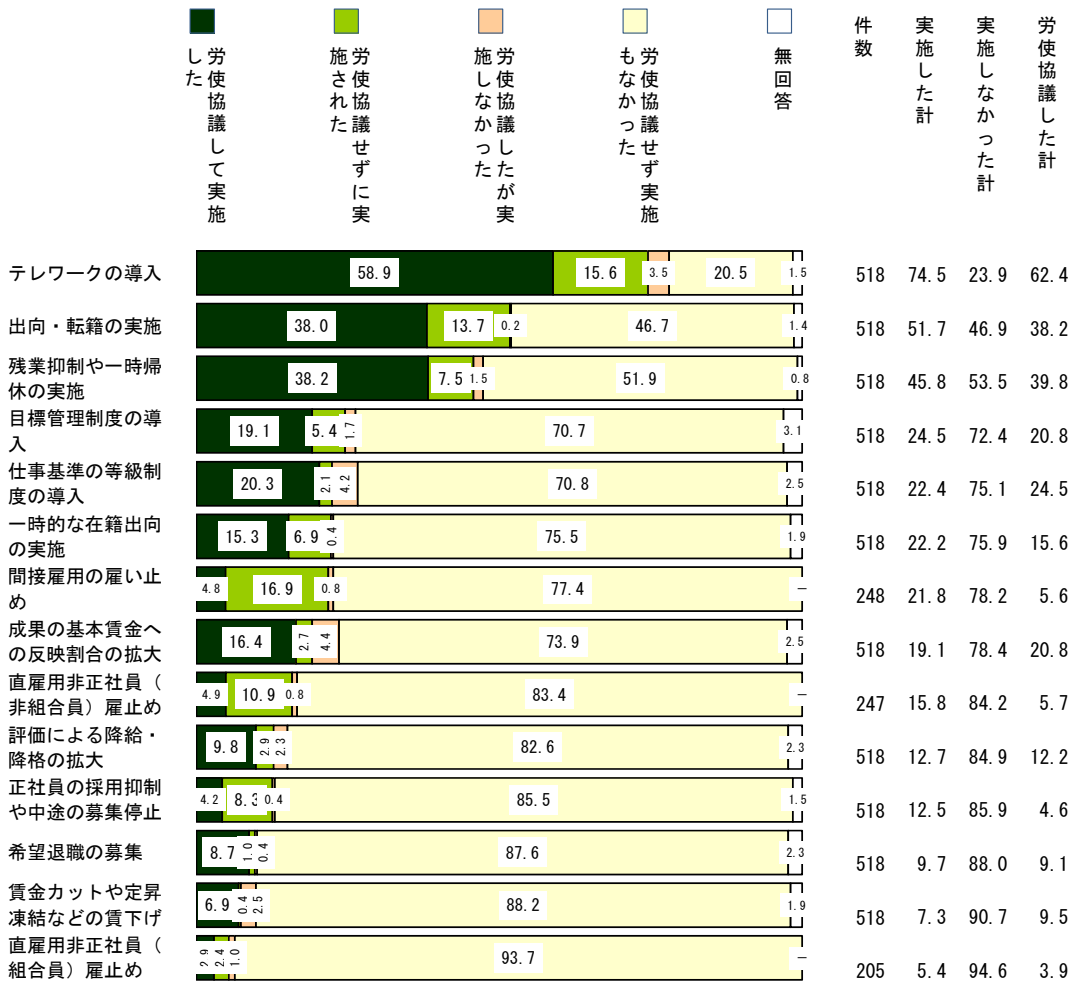 労使協議して実施
した
労使協議せずに実
施された
労使協議したが実
施しなかった
労使協議せず実施
もなかった
無回答
件数
実施した計
実施しなかった計
労使協議した計
テレワークの導入 58.9 15.6 3.5 20.5 1.5 518 74.5 23.9 62.4
出向・転籍の実施 38.0 13.7 0.2 46.7 1.4 518 51.7 46.9 38.2
残業抑制や一時帰
休の実施 38.2 7.5 1.5 51.9 0.8 518 45.8 53.5 39.8
目標管理制度の導
入 19.1 5.4 1.7 70.7 3.1 518 24.5 72.4 20.8
仕事基準の等級制
度の導入 20.3 2.1 4.2 70.8 2.5 518 22.4 75.1 24.5
一時的な在籍出向
の実施 15.3 6.9 0.4 75.5 1.9 518 22.2 75.9 15.6
間接雇用の雇い止
め 4.8 16.9 0.8 77.4 － 248 21.8 78.2 5.6
成果の基本賃金へ
の反映割合の拡大 16.4 2.7 4.4 73.9 2.5 518 19.1 78.4 20.8
直雇用非正社員（
非組合員）雇止め 4.9 10.9 0.8 83.4 － 247 15.8 84.2 5.7
評価による降給・
降格の拡大 9.8 2.9 2.3 82.6 2.3 518 12.7 84.9 12.2
正社員の採用抑制
や中途の募集停止 4.2 8.3 0.4 85.5 1.5 518 12.5 85.9 4.6
希望退職の募集 8.7 1.0 0.4 87.6 2.3 518 9.7 88.0 9.1
賃金カットや定昇
凍結などの賃下げ 6.9 0.4 2.5 88.2 1.9 518 7.3 90.7 9.5
直雇用非正社員（
組合員）雇止め 2.9 2.4 1.0 93.7 － 205 5.4 94.6 3.9